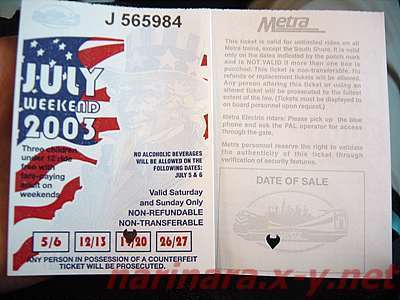 J 565984
JULY
WEEKEND
2003
Three children
under 12 ride
free with
fare-paying
adult on
weekends
NO ALCOHOLIC BEVERAGES
WILL BE ALLOWED ON THE
FOLLOWING DATES:
JULY 5 & 6
Valid Saturday
and Sunday Only
NON-REFUNDABLE
NON-TRANSFERABLE
5/6 12/13 19/20 26/27
ANY PERSON IN POSSESSION OF A COUNTERFEIT
TICKET WILL BE PROSECUTED.
Metra
This ticket is valid for unlimited rides on all
Metra trains, except the South Shore. It is valid
only on the dates indicated by the punch mark
and is NOT VALID if more than one box is
punched. This ticket is non-transferable. No
refunds or replacement tickets will be allowed.
Any person altering this ticket or using an
altered ticket will be prosecuted to the fullest
extent of the law. (Tickets must be displayed to
on board personnel upon request.)
Metra Electric riders: Please pick up the blue
phone and ask the PAL operator for access
through the gate.
Metra personnel reserve the right to validate
the authenticity of this ticket through
verification of security features.
DATE OF SALE
harinara.x-y.net